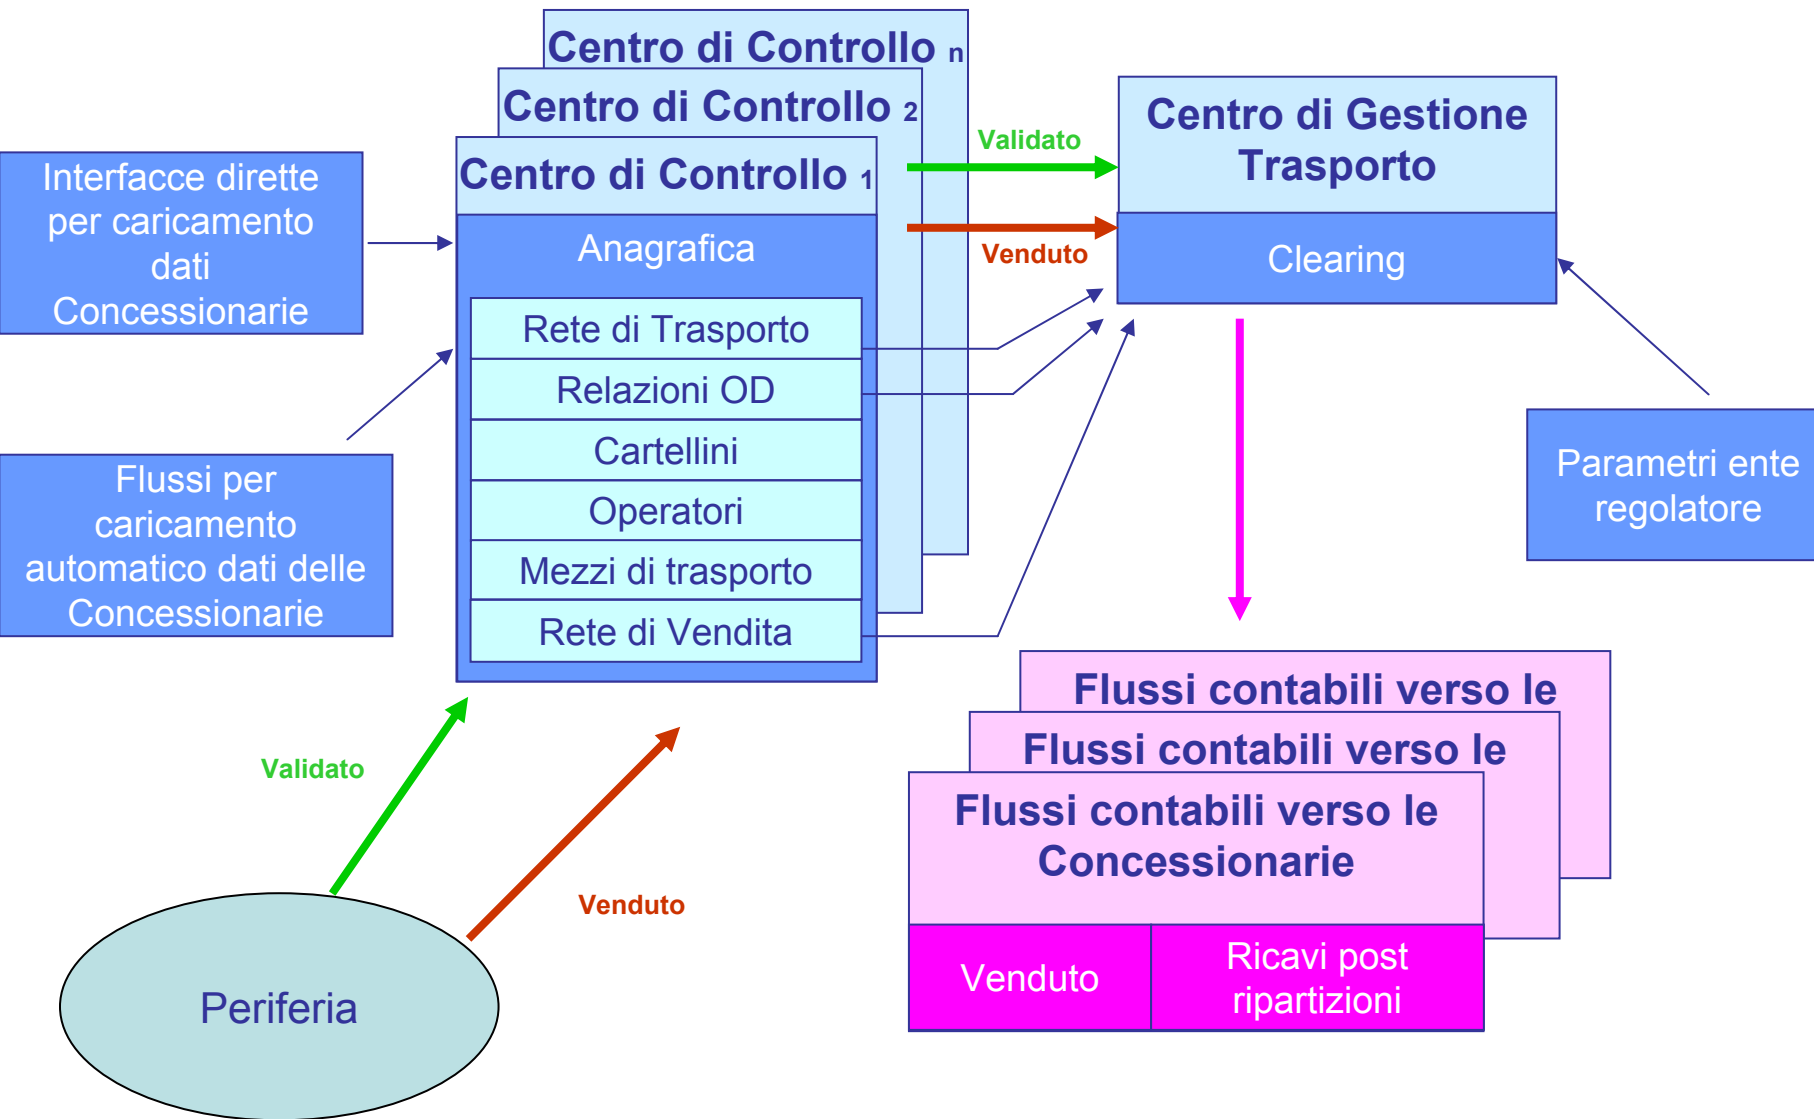 Centro di Controllo n
Centro di Controllo 2
Centro di Controllo 1
Anagrafica
Rete di Trasporto
Relazioni OD
Cartellini
Operatori
Mezzi di trasporto
Rete di Vendita
Interfacce dirette
per caricamento
dati
Concessionarie
Flussi per
caricamento
automatico dati delle
Concessionarie
Validato
Venduto
Centro di Gestione
Trasporto
Clearing
Parametri ente
regolatore
Validato
Venduto
Periferia
Flussi contabili verso le
Flussi contabili verso le
Flussi contabili verso le
Concessionarie
Venduto
Ricavi post
ripartizioni